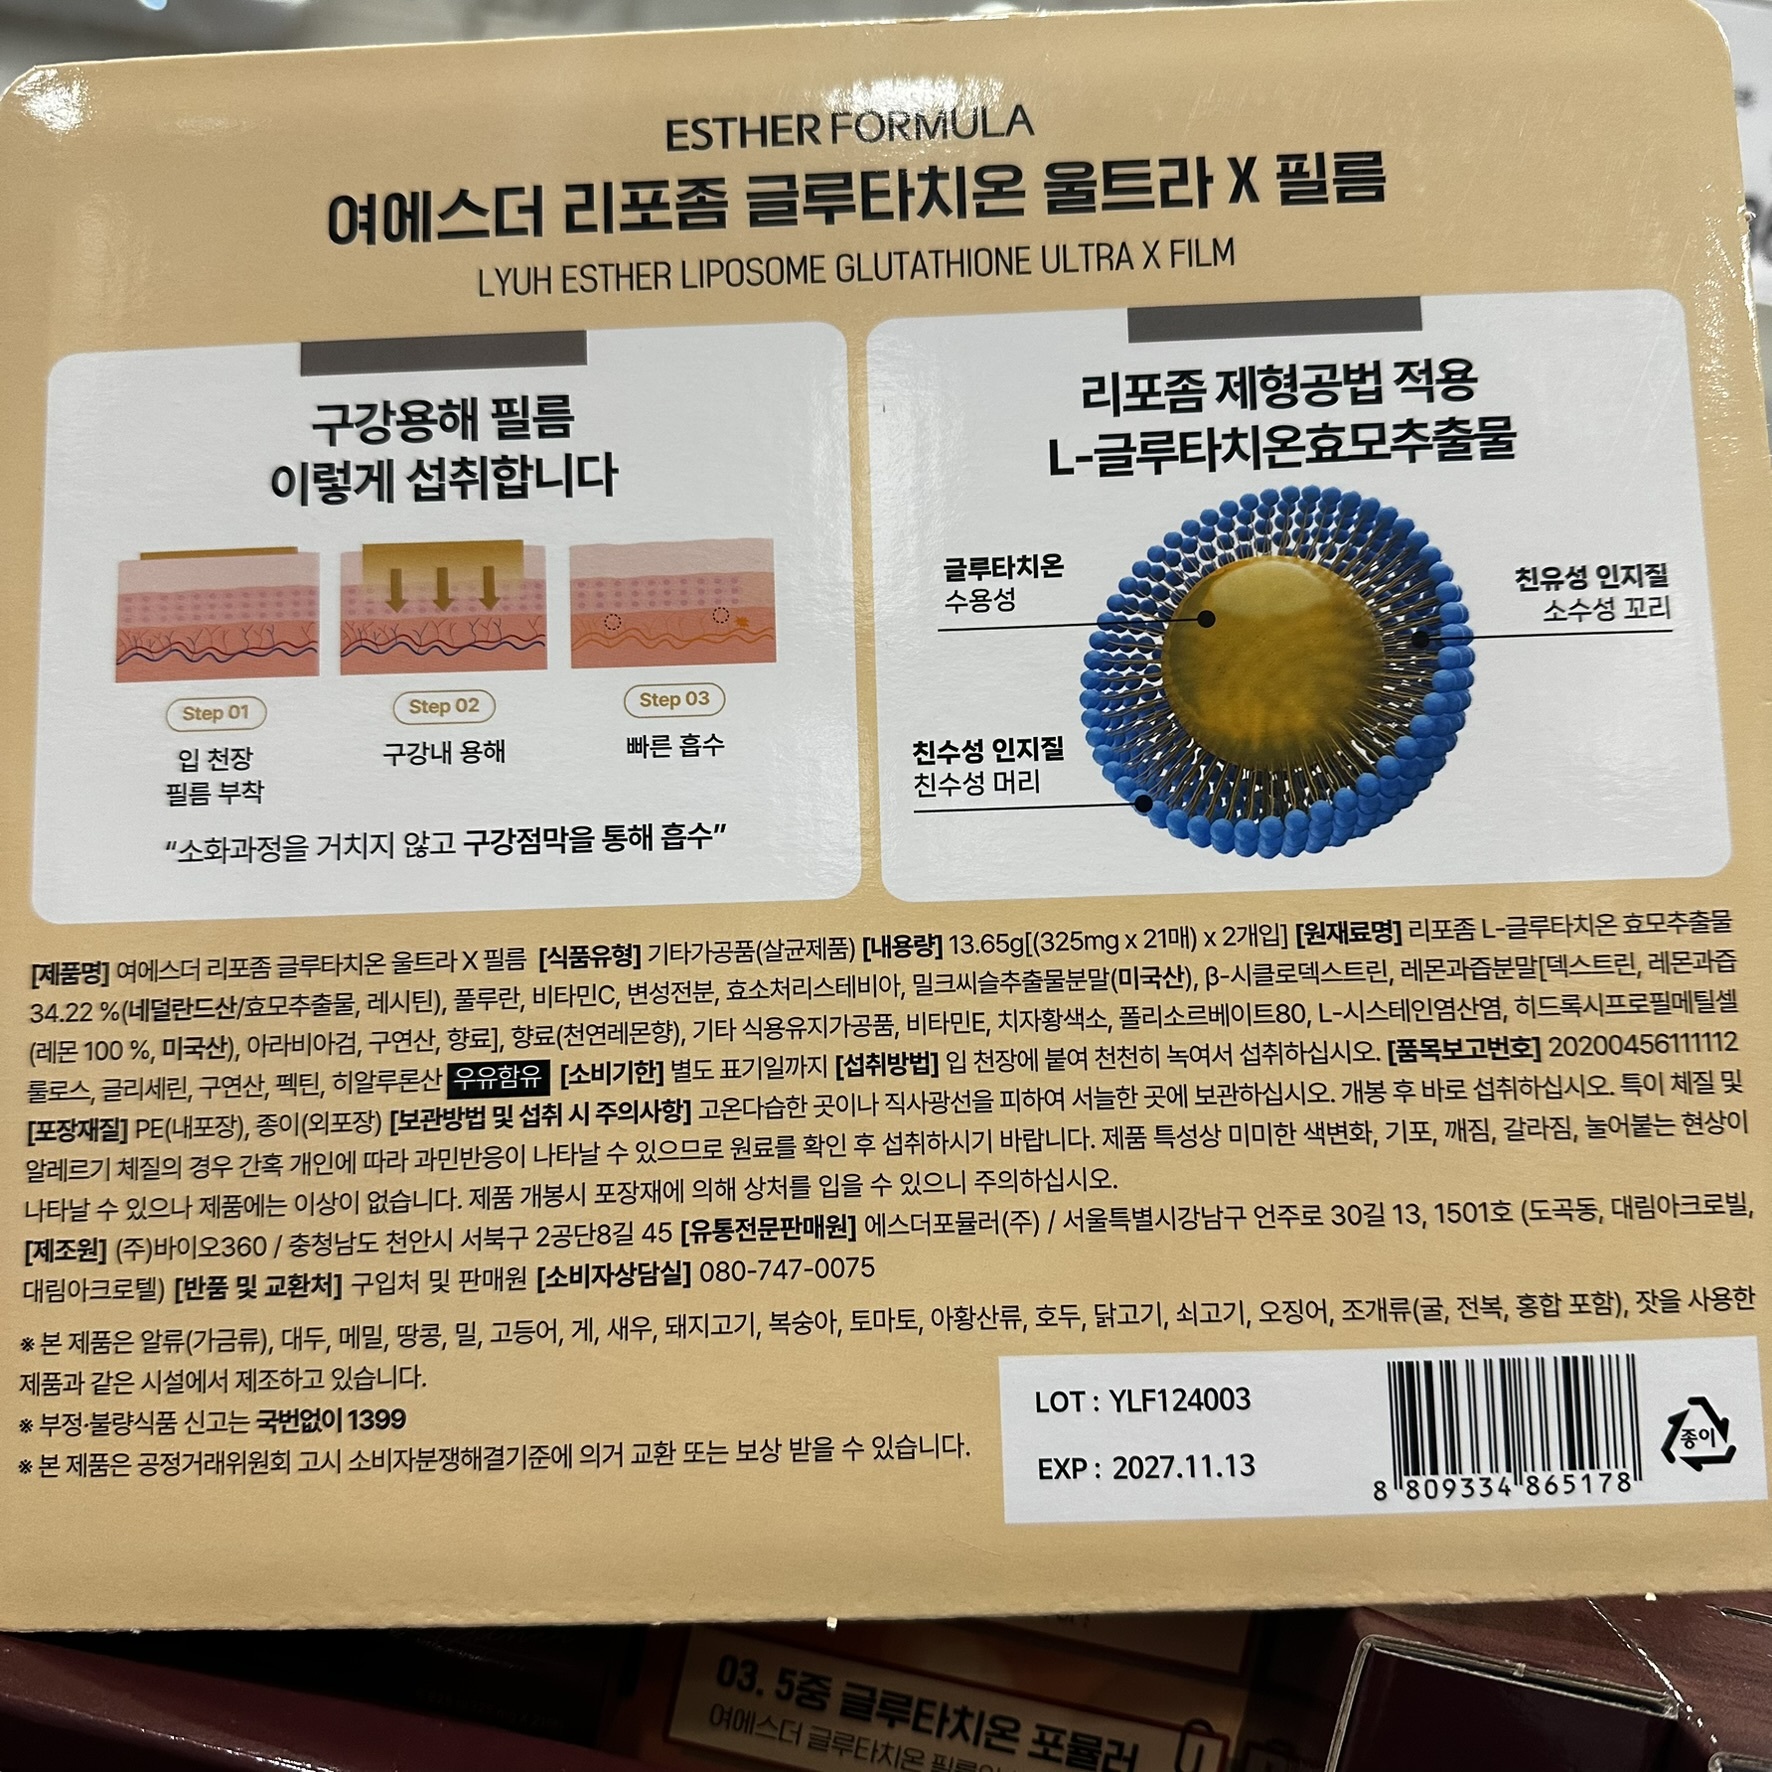 ESTHER FORMULA
여에스더 리포좀 글루타치온 울트라 X 필름
LYUH ESTHER LIPOSOME GLUTATHIONE ULTRA X FILM
구강용해 필름
이렇게 섭취합니다
Step 01
입 천장
필름 부착
Step 02
구강내 용해
Step 03
빠른 흡수
“소화과정을 거치지 않고 구강점막을 통해 흡수”
리포좀 제형공법 적용
L-글루타치온효모추출물
글루타치온
수용성
친유성 인지질
소수성 꼬리
친수성 인지질
친수성 머리
[제품명] 여에스더 리포좀 글루타치온 울트라 X 필름 [식품유형] 기타가공품(살균제품) [내용량] 13.65g[(325mg x 21매) x 2개입] [원재료명] 리포좀 L-글루타치온 효모추출물
34.22 %(네덜란드산/효모추출물, 레시틴), 풀루란, 비타민C, 변성전분, 효소처리스테비아, 밀크씨슬추출물분말(미국산), β-시클로덱스트린, 레몬과즙분말[덱스트린, 레몬과즙
(레몬 100 %, 미국산), 아라비아검, 구연산, 향료], 향료(천연레몬향), 기타 식용유지가공품, 비타민E, 치자황색소, 폴리소르베이트80, L-시스테인염산염, 히드록시프로필메틸셀
룰로스, 글리세린, 구연산, 펙틴, 히알루론산 우유함유 [소비기한] 별도 표기일까지 [섭취방법] 입 천장에 붙여 천천히 녹여서 섭취하십시오. [품목보고번호] 20200456111112
[포장재질] PE(내포장), 종이(외포장) [보관방법 및 섭취 시 주의사항] 고온다습한 곳이나 직사광선을 피하여 서늘한 곳에 보관하십시오. 개봉 후 바로 섭취하십시오. 특이 체질 및
알레르기 체질의 경우 간혹 개인에 따라 과민반응이 나타날 수 있으므로 원료를 확인 후 섭취하시기 바랍니다. 제품 특성상 미미한 색변화, 기포, 깨짐, 갈라짐, 눌어붙는 현상이
나타날 수 있으나 제품에는 이상이 없습니다. 제품 개봉시 포장재에 의해 상처를 입을 수 있으니 주의하십시오.
[제조원] (주)바이오360 / 충청남도 천안시 서북구 2공단8길 45 [유통전문판매원] 에스더포뮬러(주) / 서울특별시강남구 언주로 30길 13, 1501호 (도곡동, 대림아크로빌,
대림아크로텔) [반품 및 교환처] 구입처 및 판매원 [소비자상담실] 080-747-0075
※ 본 제품은 알류(가금류), 대두, 메밀, 땅콩, 밀, 고등어, 게, 새우, 돼지고기, 복숭아, 토마토, 아황산류, 호두, 닭고기, 쇠고기, 오징어, 조개류(굴, 전복, 홍합 포함), 잣을 사용한
제품과 같은 시설에서 제조하고 있습니다.
※ 부정·불량식품 신고는 국번없이 1399
※ 본 제품은 공정거래위원회 고시 소비자분쟁해결기준에 의거 교환 또는 보상 받을 수 있습니다.
LOT : YLF124003
EXP : 2027.11.13
8 809334 865178
종이
03. 5중 글루타치온 포뮬러
여에스더 글루타치온